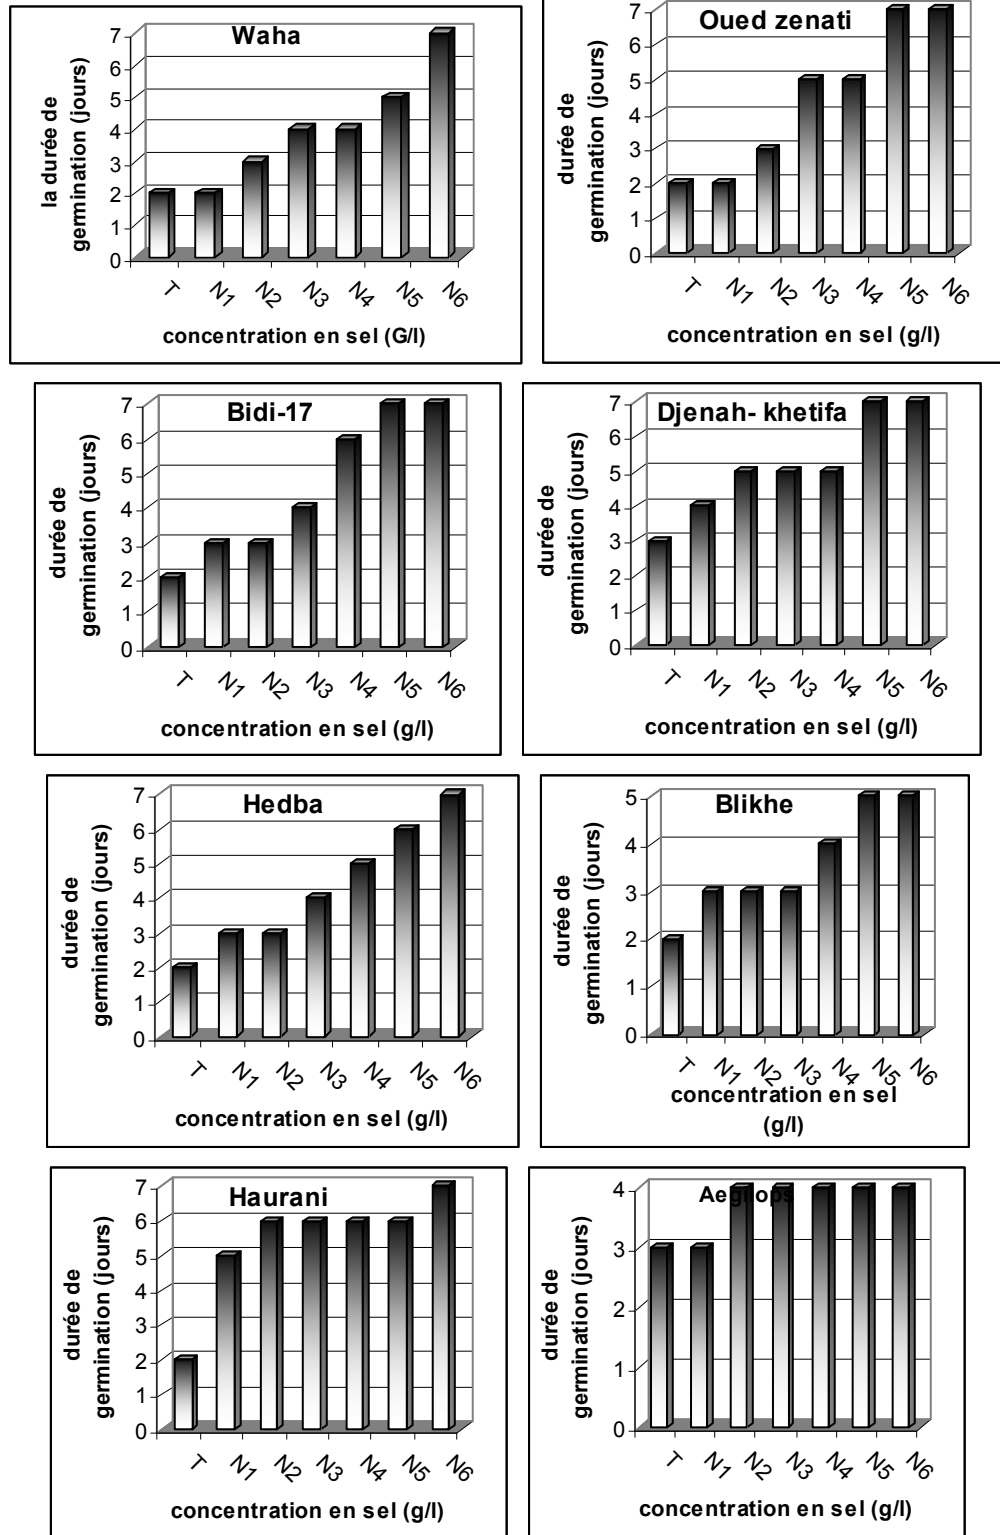 Waha
la durée de
germination (jours)
7
6
5
4
3
2
1
0
T N1 N2 N3 N4 N5 N6
concentration en sel (G/l)
Oued zenati
durée de
germination (jours)
7
6
5
4
3
2
1
0
T N1 N2 N3 N4 N5 N6
concentration en sel (g/l)
Bidi-17
durée de
germination (jours)
7
6
5
4
3
2
1
0
T N1 N2 N3 N4 N5 N6
concentration en sel (g/l)
Djenah- khetifa
durée de
germination (jours)
7
6
5
4
3
2
1
0
T N1 N2 N3 N4 N5 N6
concentration en sel (g/l)
Hedba
durée de
germination (jours)
7
6
5
4
3
2
1
0
T N1 N2 N3 N4 N5 N6
concentration en sel (g/l)
Blikhe
durée de
germination (jours)
5
4
3
2
1
0
T N1 N2 N3 N4 N5 N6
concentration en sel
(g/l)
Haurani
durée de
germination (jours)
7
6
5
4
3
2
1
0
T N1 N2 N3 N4 N5 N6
concentration en sel (g/l)
Aegilops
durée de
germination (jours)
4
3
2
1
0
T N1 N2 N3 N4 N5 N6
concentration en sel (g/l)